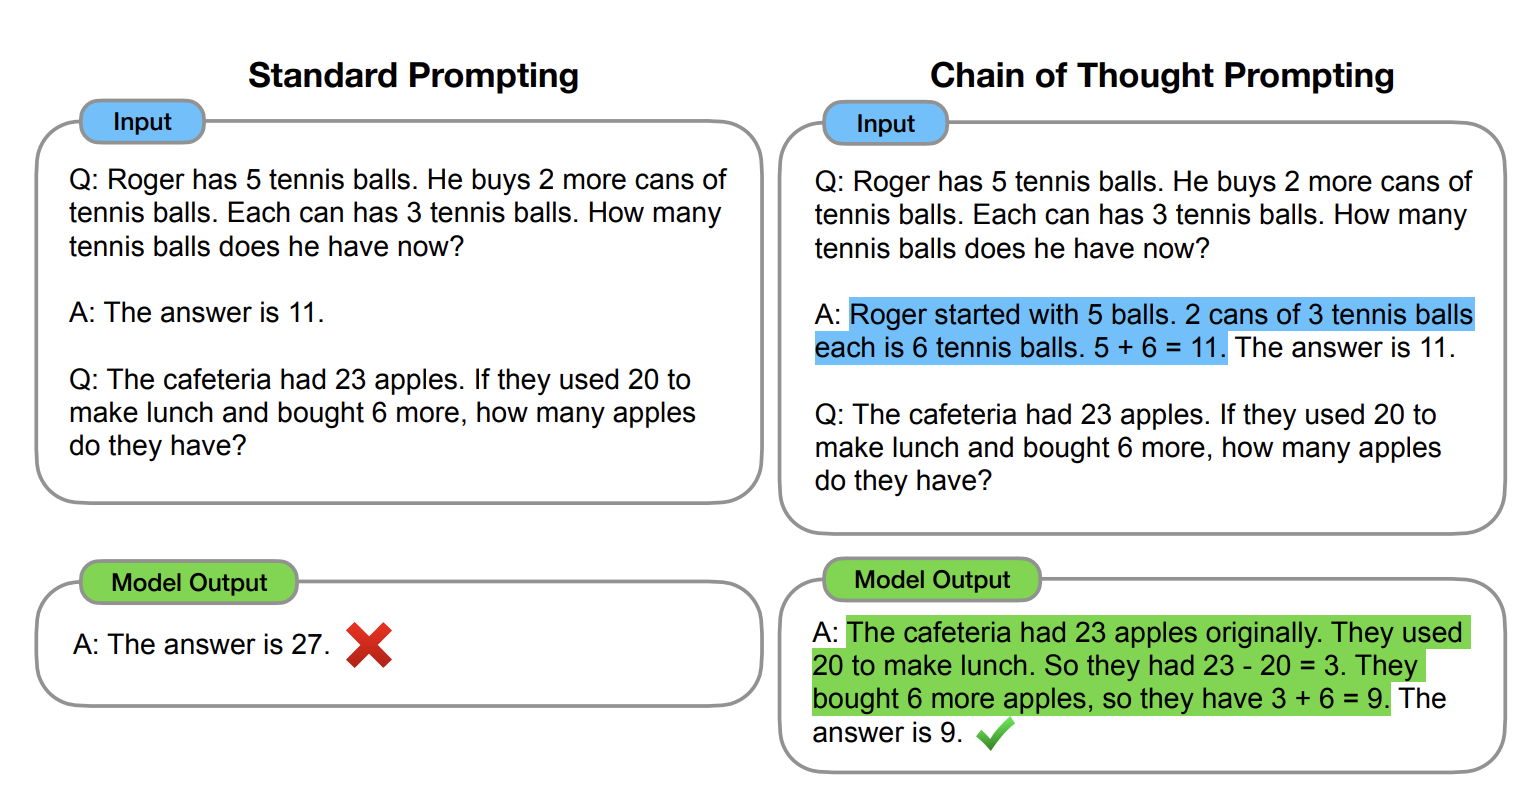 Standard Prompting
Input
Q: Roger has 5 tennis balls. He buys 2 more cans of
tennis balls. Each can has 3 tennis balls. How many
tennis balls does he have now?
A: The answer is 11.
Q: The cafeteria had 23 apples. If they used 20 to
make lunch and bought 6 more, how many apples
do they have?
Model Output
A: The answer is 27.
Chain of Thought Prompting
Input
Q: Roger has 5 tennis balls. He buys 2 more cans of
tennis balls. Each can has 3 tennis balls. How many
tennis balls does he have now?
A: Roger started with 5 balls. 2 cans of 3 tennis balls
each is 6 tennis balls. 5 + 6 = 11. The answer is 11.
Q: The cafeteria had 23 apples. If they used 20 to
make lunch and bought 6 more, how many apples
do they have?
Model Output
A: The cafeteria had 23 apples originally. They used
20 to make lunch. So they had 23 - 20 = 3. They
bought 6 more apples, so they have 3 + 6 = 9. The
answer is 9.